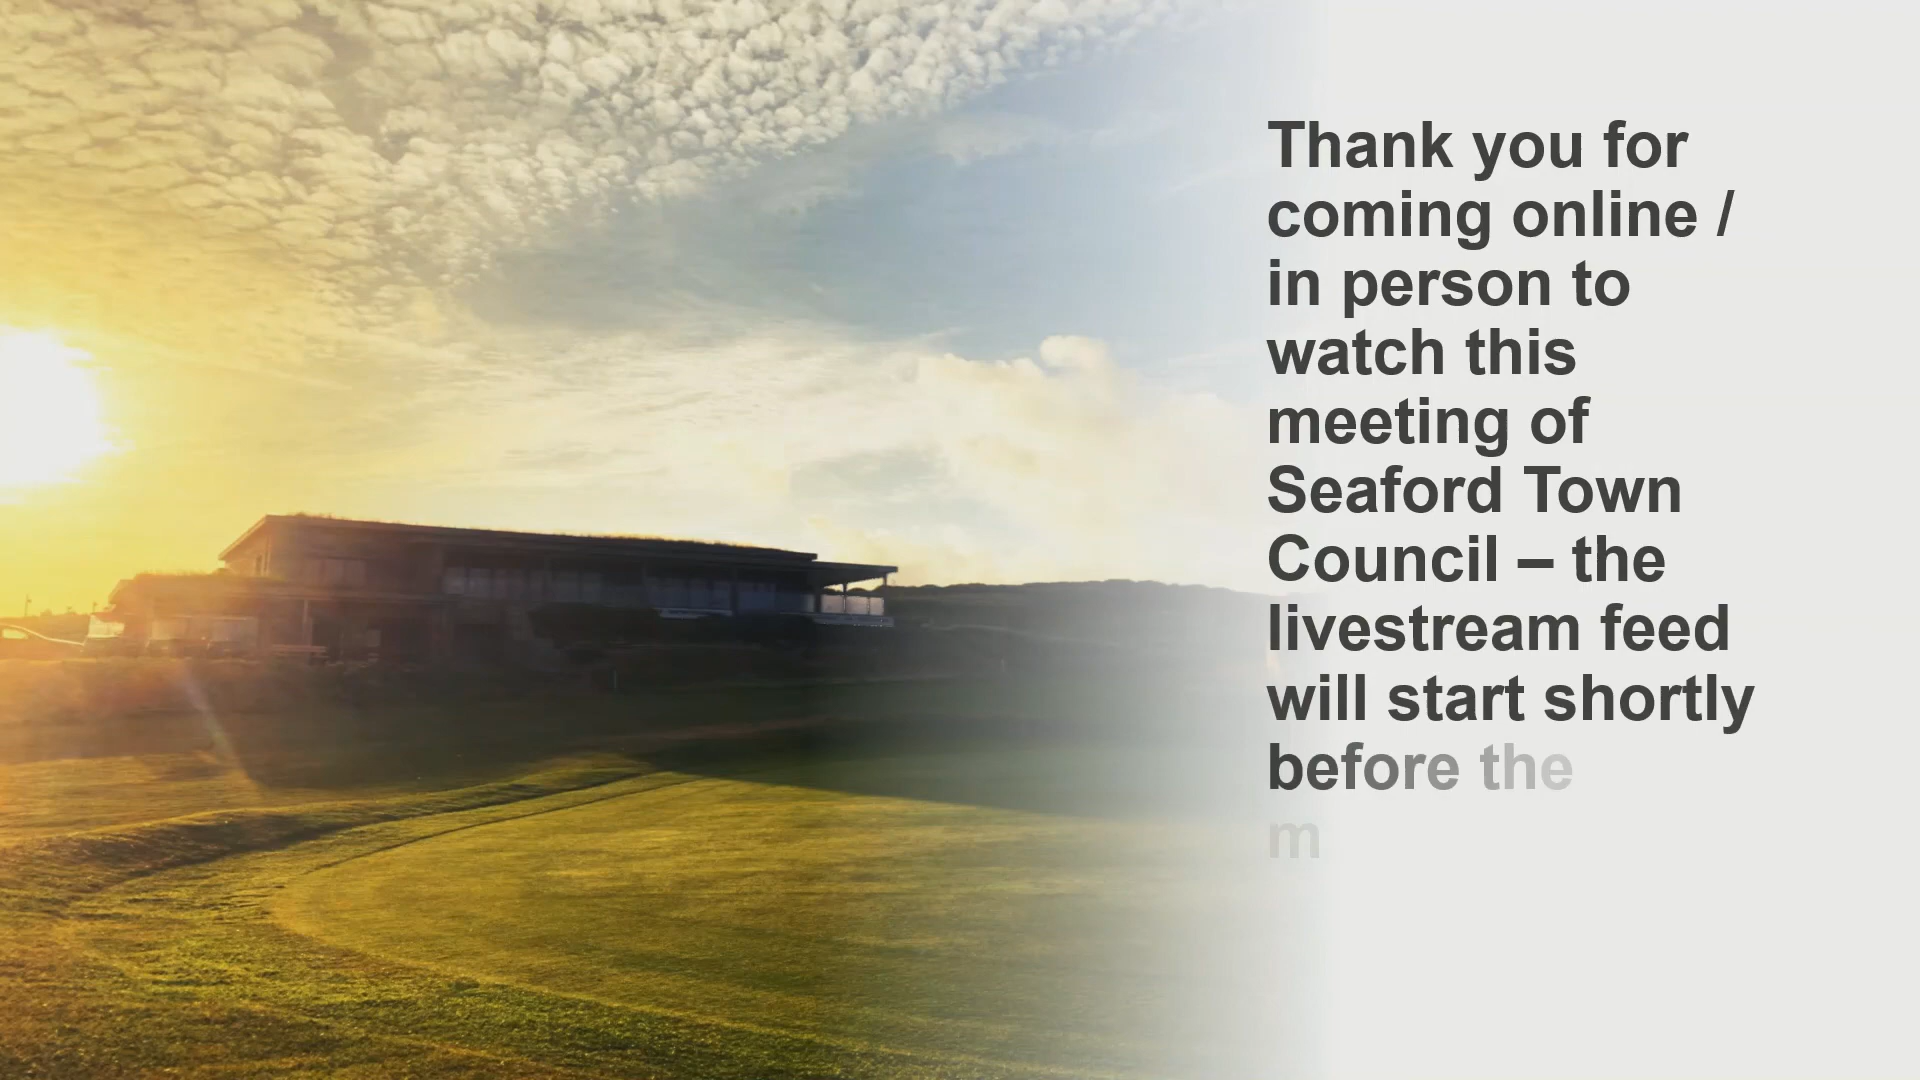 Thank you for
coming online /
in person to
watch this
meeting of
Seaford Town
Council – the
livestream feed
will start shortly
before the
m